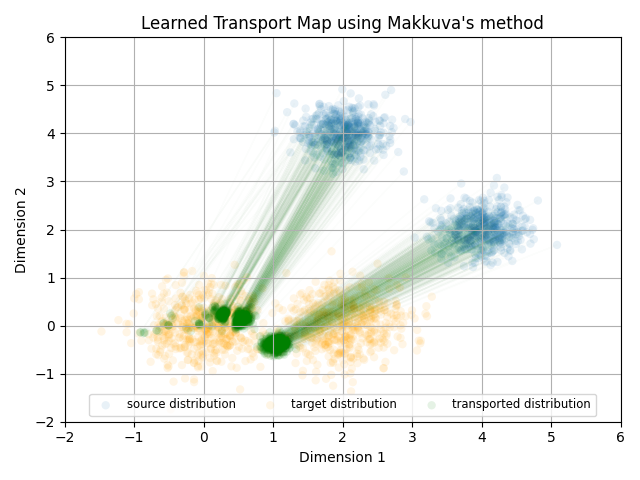 Learned Transport Map using Makkuva's method
6
5
4
3
2
1
0
−1
−2
Dimension 2
source distribution target distribution transported distribution
−2 −1 0 1 2 3 4 5 6
Dimension 1